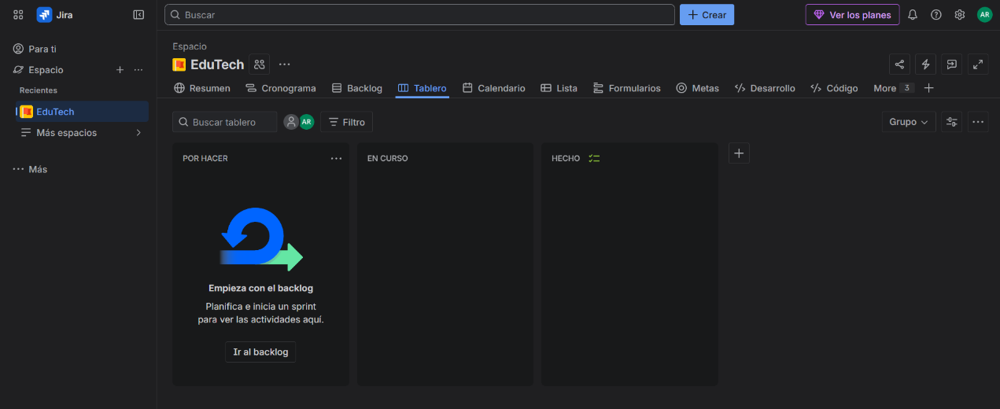 Jira
Buscar
Crear
Ver los planes
AR
Para ti
Espacio
Recientes
EduTech
Más espacios
Más
Espacio
EduTech
Resumen
Cronograma
Backlog
Tablero
Calendario
Lista
Formularios
Metas
Desarrollo
Código
More 3
Buscar tablero
AR
Filtro
Grupo
POR HACER
EN CURSO
HECHO
Empieza con el backlog
Planifica e inicia un sprint
para ver las actividades aquí.
Ir al backlog